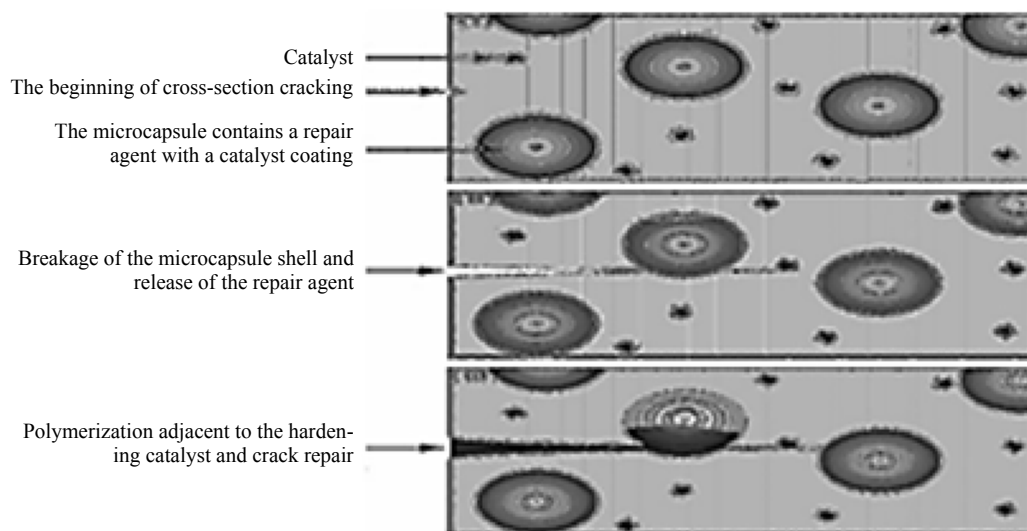 Catalyst
The beginning of cross-section cracking
The microcapsule contains a repair
agent with a catalyst coating
Breakage of the microcapsule shell and
release of the repair agent
Polymerization adjacent to the harden-
ing catalyst and crack repair